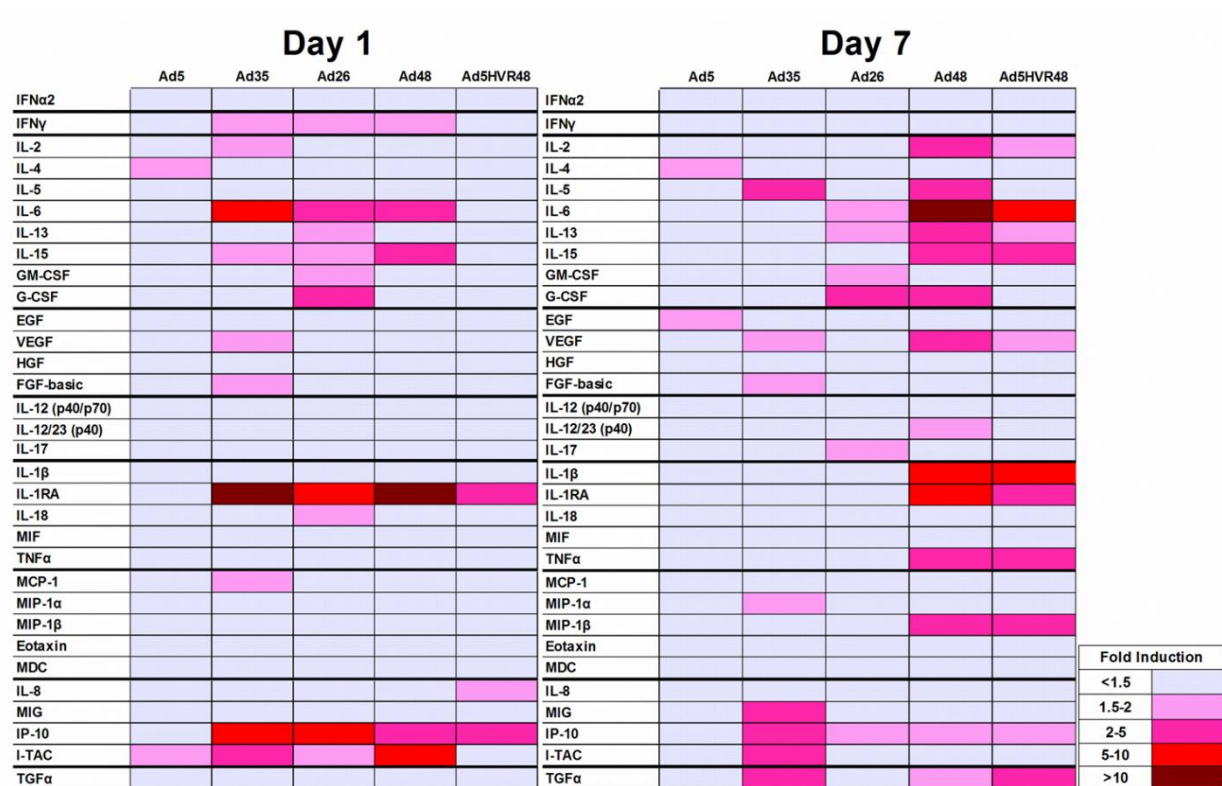 Day 1
Day 7
Ad5 Ad35 Ad26 Ad48 Ad5HVR48
Ad5 Ad35 Ad26 Ad48 Ad5HVR48
IFNα2 IFNα2
IFNγ IFNγ
IL-2 IL-2
IL-4 IL-4
IL-5 IL-5
IL-6 IL-6
IL-13 IL-13
IL-15 IL-15
GM-CSF GM-CSF
G-CSF G-CSF
EGF EGF
VEGF VEGF
HGF HGF
FGF-basic FGF-basic
IL-12 (p40/p70) IL-12 (p40/p70)
IL-12/23 (p40) IL-12/23 (p40)
IL-17 IL-17
IL-1β IL-1β
IL-1RA IL-1RA
IL-18 IL-18
MIF MIF
TNFα TNFα
MCP-1 MCP-1
MIP-1α MIP-1α
MIP-1β MIP-1β
Eotaxin Eotaxin
MDC MDC
IL-8 IL-8
MIG MIG
IP-10 IP-10
I-TAC I-TAC
TGFα TGFα
Fold Induction
<1.5
1.5-2
2-5
5-10
>10